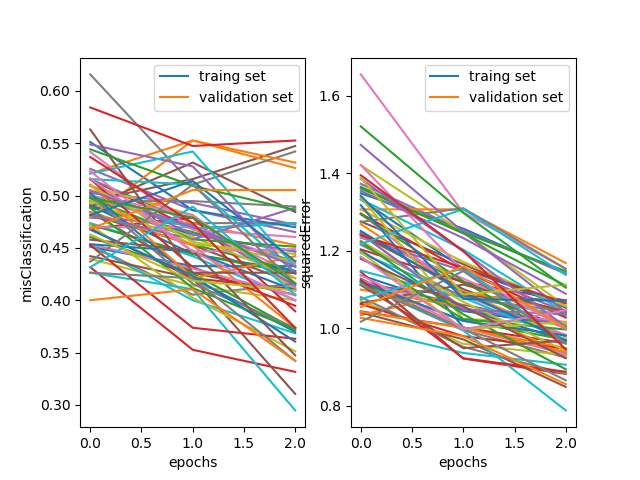 traing set
validation set
0.60
0.55
0.50
0.45
0.40
0.35
0.30
misClassification
0.0 0.5 1.0 1.5 2.0
epochs
traing set
validation set
1.6
1.4
1.2
1.0
0.8
squaredError
0.0 0.5 1.0 1.5 2.0
epochs